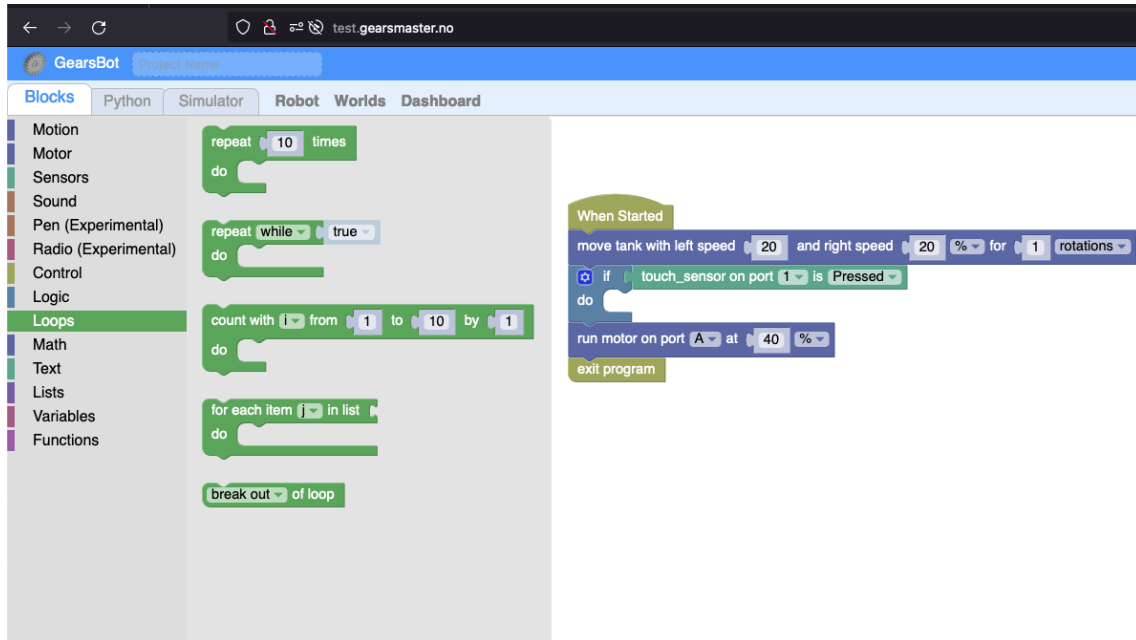 test.gearsmaster.no
GearsBot Project Name
Blocks Python Simulator Robot Worlds Dashboard
Motion
Motor
Sensors
Sound
Pen (Experimental)
Radio (Experimental)
Control
Logic
Loops
Math
Text
Lists
Variables
Functions
repeat 10 times
do
repeat while true
do
count with i from 1 to 10 by 1
do
for each item j in list
do
break out of loop
When Started
move tank with left speed 20 and right speed 20 % for 1 rotations
if touch_sensor on port 1 is Pressed
do
run motor on port A at 40 %
exit program